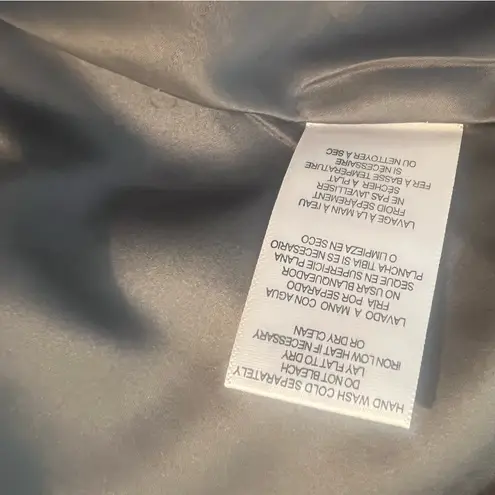 HAND WASH COLD SEPARATELY
DO NOT BLEACH
LAY FLAT TO DRY
IRON LOW HEAT IF NECESSARY
OR DRY CLEAN
LAVADO A MANO CON AGUA
FRÍA POR SEPARADO
NO USAR BLANQUEADOR
SEQUE EN SUPERFICIE PLANA
PLANCHA TIBIA SI ES NECESARIO
O LIMPIEZA EN SECO
LAVAGE À LA MAIN À l'EAU
FROID SÉPARÉMENT
NE PAS JAVELLISER
SÉCHER À PLAT
FER À BASSE TEMPÉRATURE
SI NÉCESSAIRE
OU NETTOYER À SEC